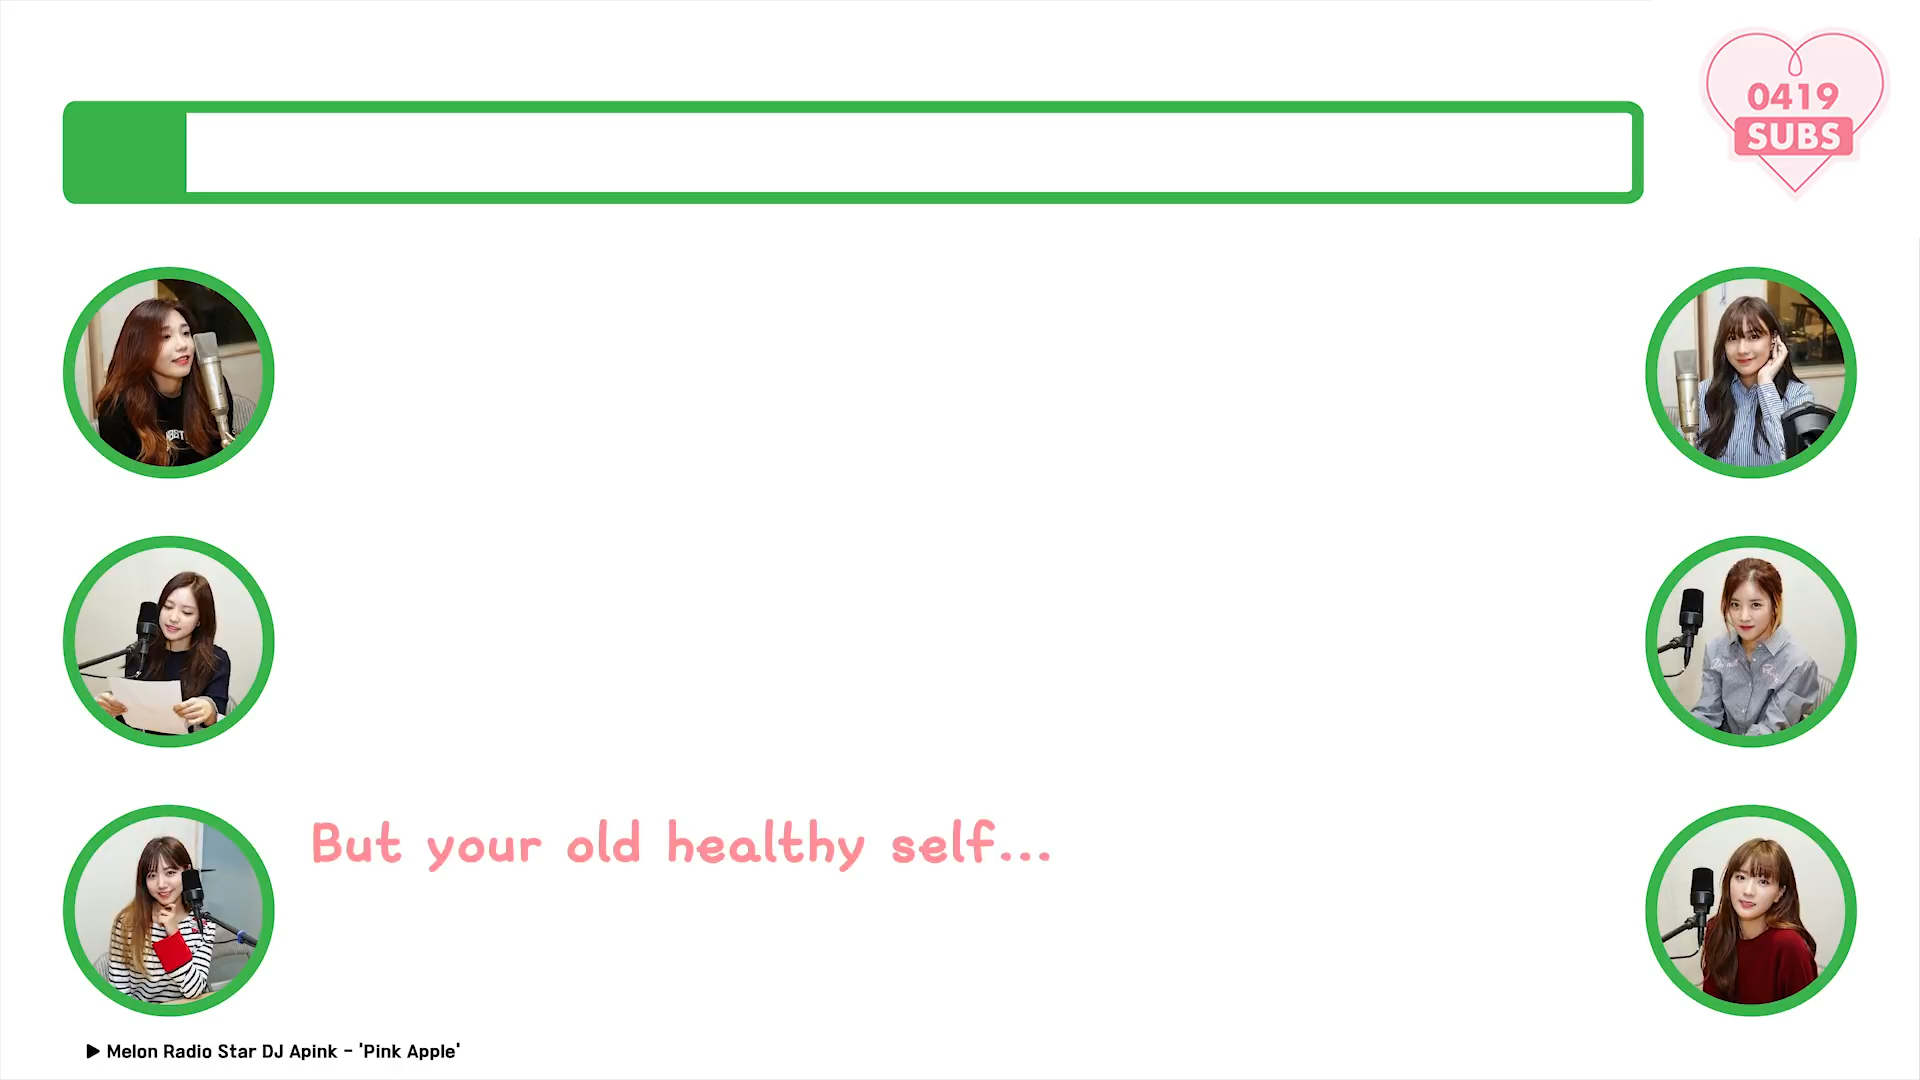 0419
SUBS
But your old healthy self...
▶ Melon Radio Star DJ Apink - 'Pink Apple'